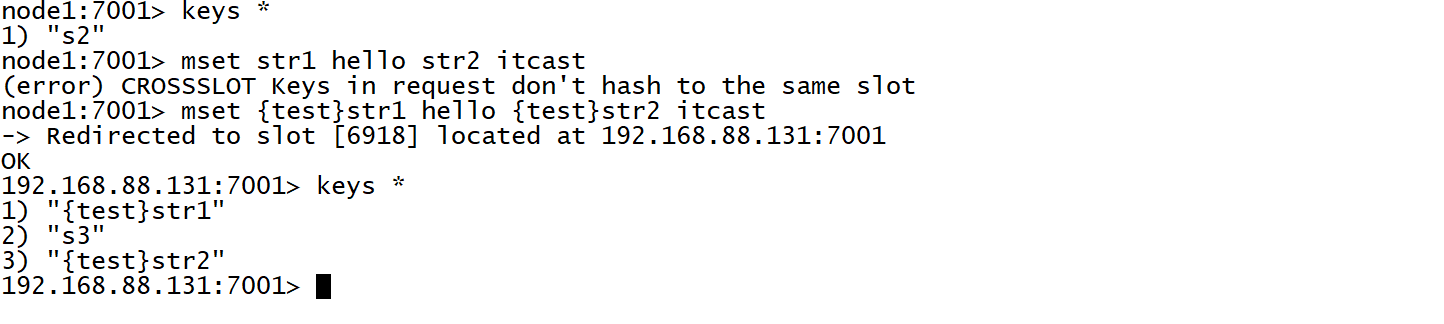 node1:7001> keys *
1) "s2"
node1:7001> mset str1 hello str2 itcast
(error) CROSSSLOT Keys in request don't hash to the same slot
node1:7001> mset {test}str1 hello {test}str2 itcast
-> Redirected to slot [6918] located at 192.168.88.131:7001
OK
192.168.88.131:7001> keys *
1) "{test}str1"
2) "s3"
3) "{test}str2"
192.168.88.131:7001>